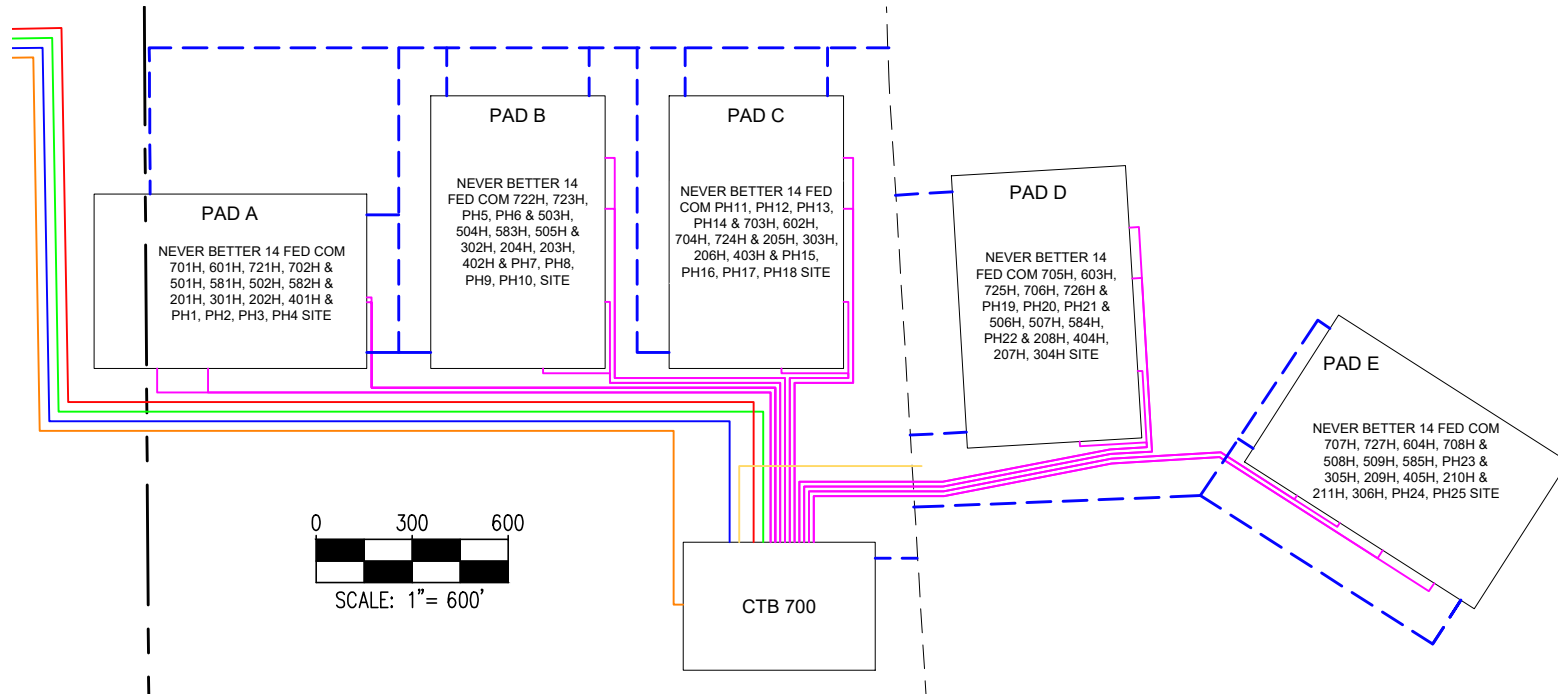 PAD A
NEVER BETTER 14 FED COM
701H, 601H, 721H, 702H &
501H, 581H, 502H, 582H &
201H, 301H, 202H, 401H &
PH1, PH2, PH3, PH4 SITE
PAD B
NEVER BETTER 14
FED COM 722H, 723H,
PH5, PH6 & 503H,
504H, 583H, 505H &
302H, 204H, 203H,
402H & PH7, PH8,
PH9, PH10, SITE
PAD C
NEVER BETTER 14 FED
COM PH11, PH12, PH13,
PH14 & 703H, 602H,
704H, 724H & 205H, 303H,
206H, 403H & PH15,
PH16, PH17, PH18 SITE
PAD D
NEVER BETTER 14
FED COM 705H, 603H,
725H, 706H, 726H &
PH19, PH20, PH21 &
506H, 507H, 584H,
PH22 & 208H, 404H,
207H, 304H SITE
PAD E
NEVER BETTER 14 FED COM
707H, 727H, 604H, 708H &
508H, 509H, 585H, PH23 &
305H, 209H, 405H, 210H &
211H, 306H, PH24, PH25 SITE
0 300 600
SCALE: 1"= 600'
CTB 700